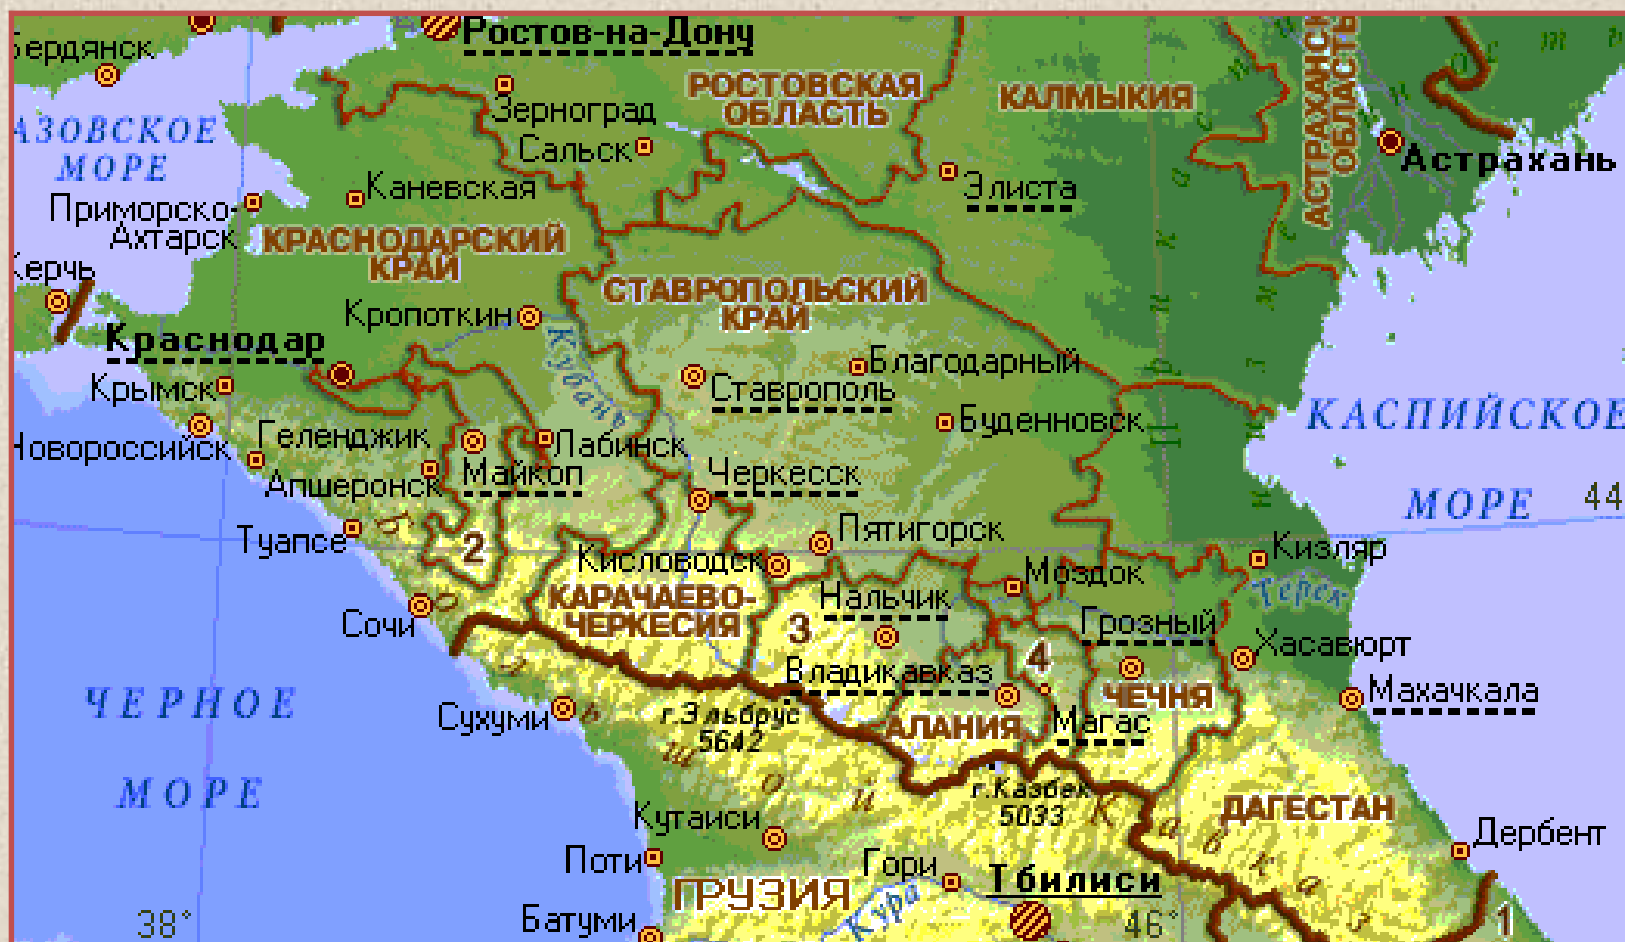 Ростов-на-Дону
Бердянск
РОСТОВСКАЯ
ОБЛАСТЬ
КАЛМЫКИЯ
АСТРАХАНСК
ОБЛАСТЬ
Зерноград
АЗОВСКОЕ
МОРЕ
Сальск
Астрахань
Каневская
Элиста
Приморско-
Ахтарск
КРАСНОДАРСКИЙ
КРАЙ
Керчь
СТАВРОПОЛЬСКИЙ
КРАЙ
Кропоткин
Краснодар
Кубань
Благодарный
Крымск
Ставрополь
КАСПИЙСКОЕ
МОРЕ
44
Буденновск
Новороссийск
Геленджик
Лабинск
Апшеронск
Майкоп
Черкесск
Туапсе
2
Пятигорск
Кисловодск
Кизляр
Моздок
Терек
КАРАЧАЕВО-
ЧЕРКЕСИЯ
Нальчик
3
Грозный
Сочи
4
Хасавюрт
Владикавказ
ЧЕЧНЯ
Махачкала
ЧЕРНОЕ
МОРЕ
Сухуми
г.Эльбрус
5642
АЛАНИЯ
Магас
г.Казбек
5033
Кавка
ДАГЕСТАН
Кутаиси
Дербент
Поти
Гори
Тбилиси
ГРУЗИЯ
Кура
38°
Батуми
46°
1